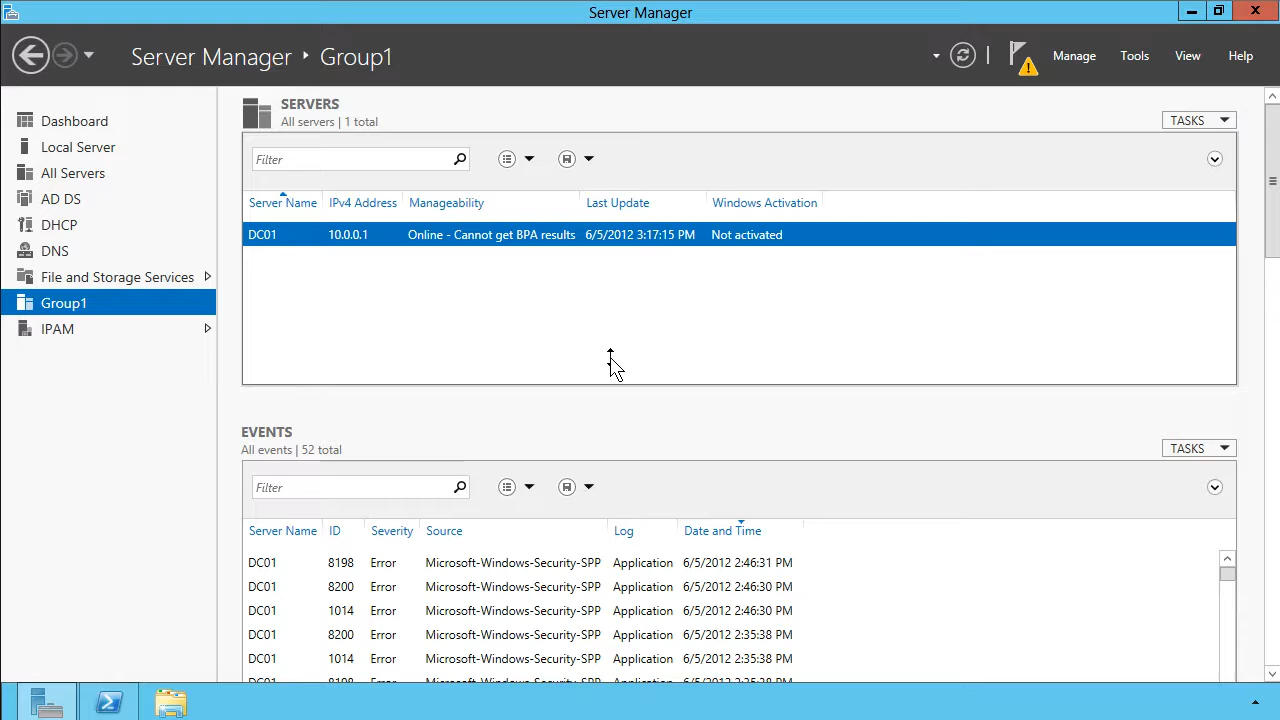 Server Manager
Server Manager ‣ Group1
Manage Tools View Help
Dashboard
Local Server
All Servers
AD DS
DHCP
DNS
File and Storage Services
Group1
IPAM
SERVERS
All servers | 1 total
TASKS
Filter
Server Name IPv4 Address Manageability Last Update Windows Activation
DC01 10.0.0.1 Online - Cannot get BPA results 6/5/2012 3:17:15 PM Not activated
EVENTS
All events | 52 total
TASKS
Filter
Server Name ID Severity Source Log Date and Time
DC01 8198 Error Microsoft-Windows-Security-SPP Application 6/5/2012 2:46:31 PM
DC01 8200 Error Microsoft-Windows-Security-SPP Application 6/5/2012 2:46:30 PM
DC01 1014 Error Microsoft-Windows-Security-SPP Application 6/5/2012 2:46:30 PM
DC01 8200 Error Microsoft-Windows-Security-SPP Application 6/5/2012 2:35:38 PM
DC01 1014 Error Microsoft-Windows-Security-SPP Application 6/5/2012 2:35:38 PM